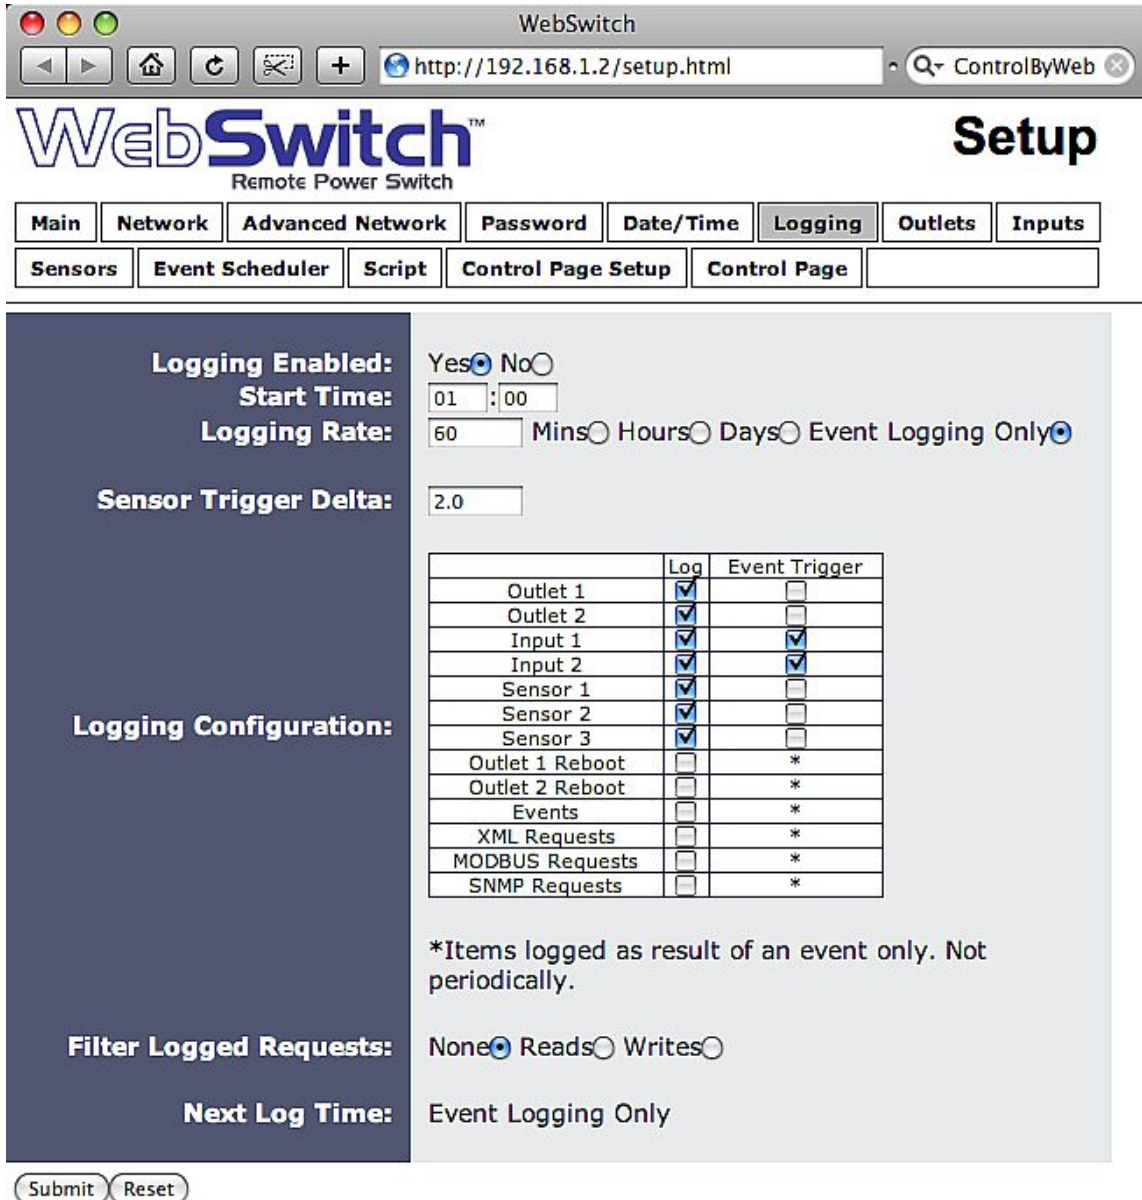 WebSwitch
http://192.168.1.2/setup.html
ControlByWeb
WebSwitch™
Remote Power Switch
Setup
Main Network Advanced Network Password Date/Time Logging Outlets Inputs
Sensors Event Scheduler Script Control Page Setup Control Page
Logging Enabled: Yes No
Start Time: 01 : 00
Logging Rate: 60 Mins Hours Days Event Logging Only
Sensor Trigger Delta: 2.0
Logging Configuration:
Log Event Trigger
Outlet 1
Outlet 2
Input 1
Input 2
Sensor 1
Sensor 2
Sensor 3
Outlet 1 Reboot *
Outlet 2 Reboot *
Events *
XML Requests *
MODBUS Requests *
SNMP Requests *
*Items logged as result of an event only. Not
periodically.
Filter Logged Requests: None Reads Writes
Next Log Time: Event Logging Only
Submit Reset